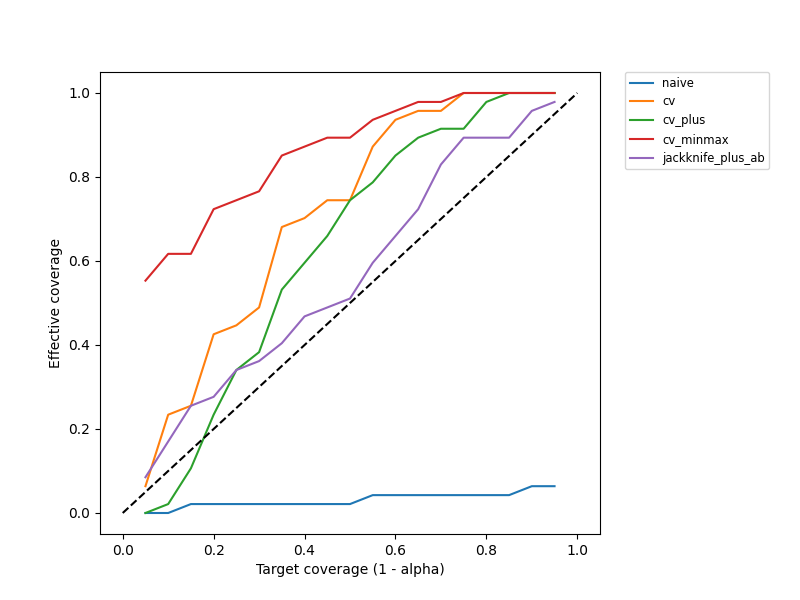 naive
cv
cv_plus
cv_minmax
jackknife_plus_ab
1.0
0.8
0.6
0.4
0.2
0.0
Effective coverage
0.0 0.2 0.4 0.6 0.8 1.0
Target coverage (1 - alpha)